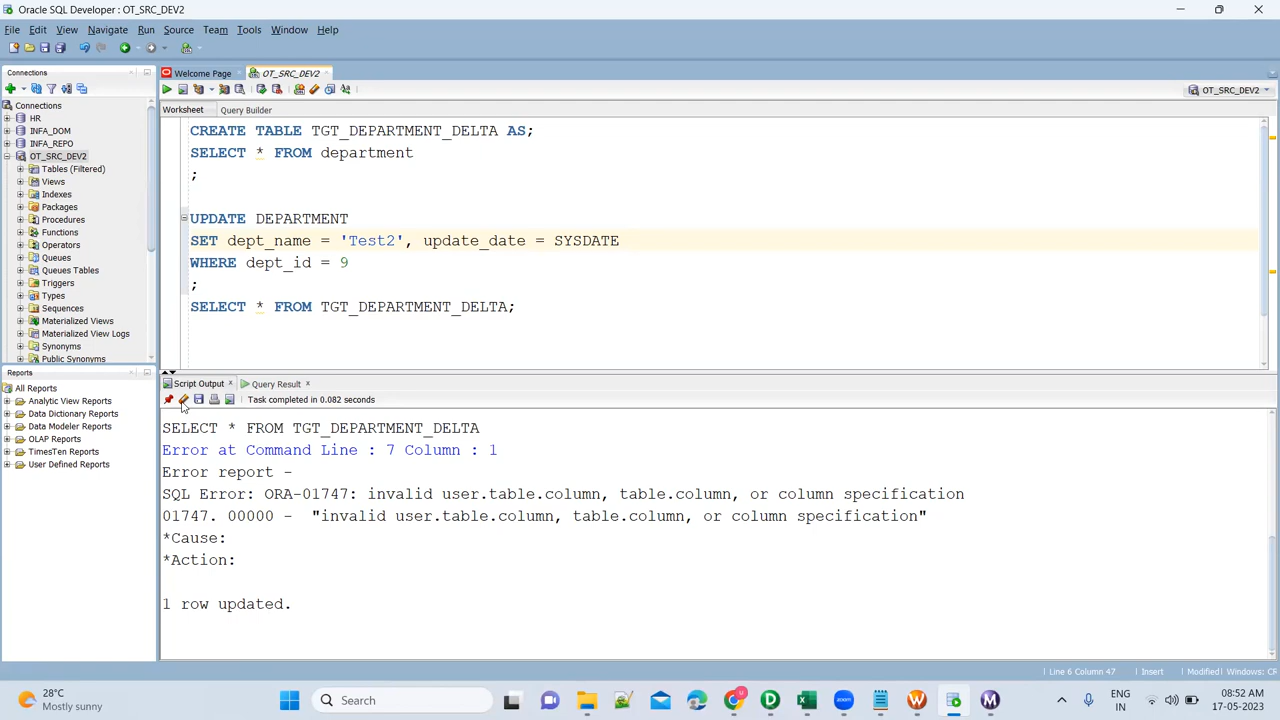 Oracle SQL Developer : OT_SRC_DEV2
File Edit View Navigate Run Source Team Tools Window Help
Connections
Connections
HR
INFA_DOM
INFA_REPO
OT_SRC_DEV2
Tables (Filtered)
Views
Indexes
Packages
Procedures
Functions
Operators
Queues
Queues Tables
Triggers
Types
Sequences
Materialized Views
Materialized View Logs
Synonyms
Public Synonyms
Reports
All Reports
Analytic View Reports
Data Dictionary Reports
Data Modeler Reports
OLAP Reports
TimesTen Reports
User Defined Reports
Welcome Page OT_SRC_DEV2
OT_SRC_DEV2
Worksheet Query Builder
CREATE TABLE TGT_DEPARTMENT_DELTA AS;
SELECT * FROM department
;
UPDATE DEPARTMENT
SET dept_name = 'Test2', update_date = SYSDATE
WHERE dept_id = 9
;
SELECT * FROM TGT_DEPARTMENT_DELTA;
Script Output Query Result
Task completed in 0.082 seconds
SELECT * FROM TGT_DEPARTMENT_DELTA
Error at Command Line : 7 Column : 1
Error report -
SQL Error: ORA-01747: invalid user.table.column, table.column, or column specification
01747. 00000 - "invalid user.table.column, table.column, or column specification"
*Cause:
*Action:
1 row updated.
Line 6 Column 47 Insert Modified Windows: CR
28°C
Mostly sunny
Search
ENG
IN
08:52 AM
17-05-2023